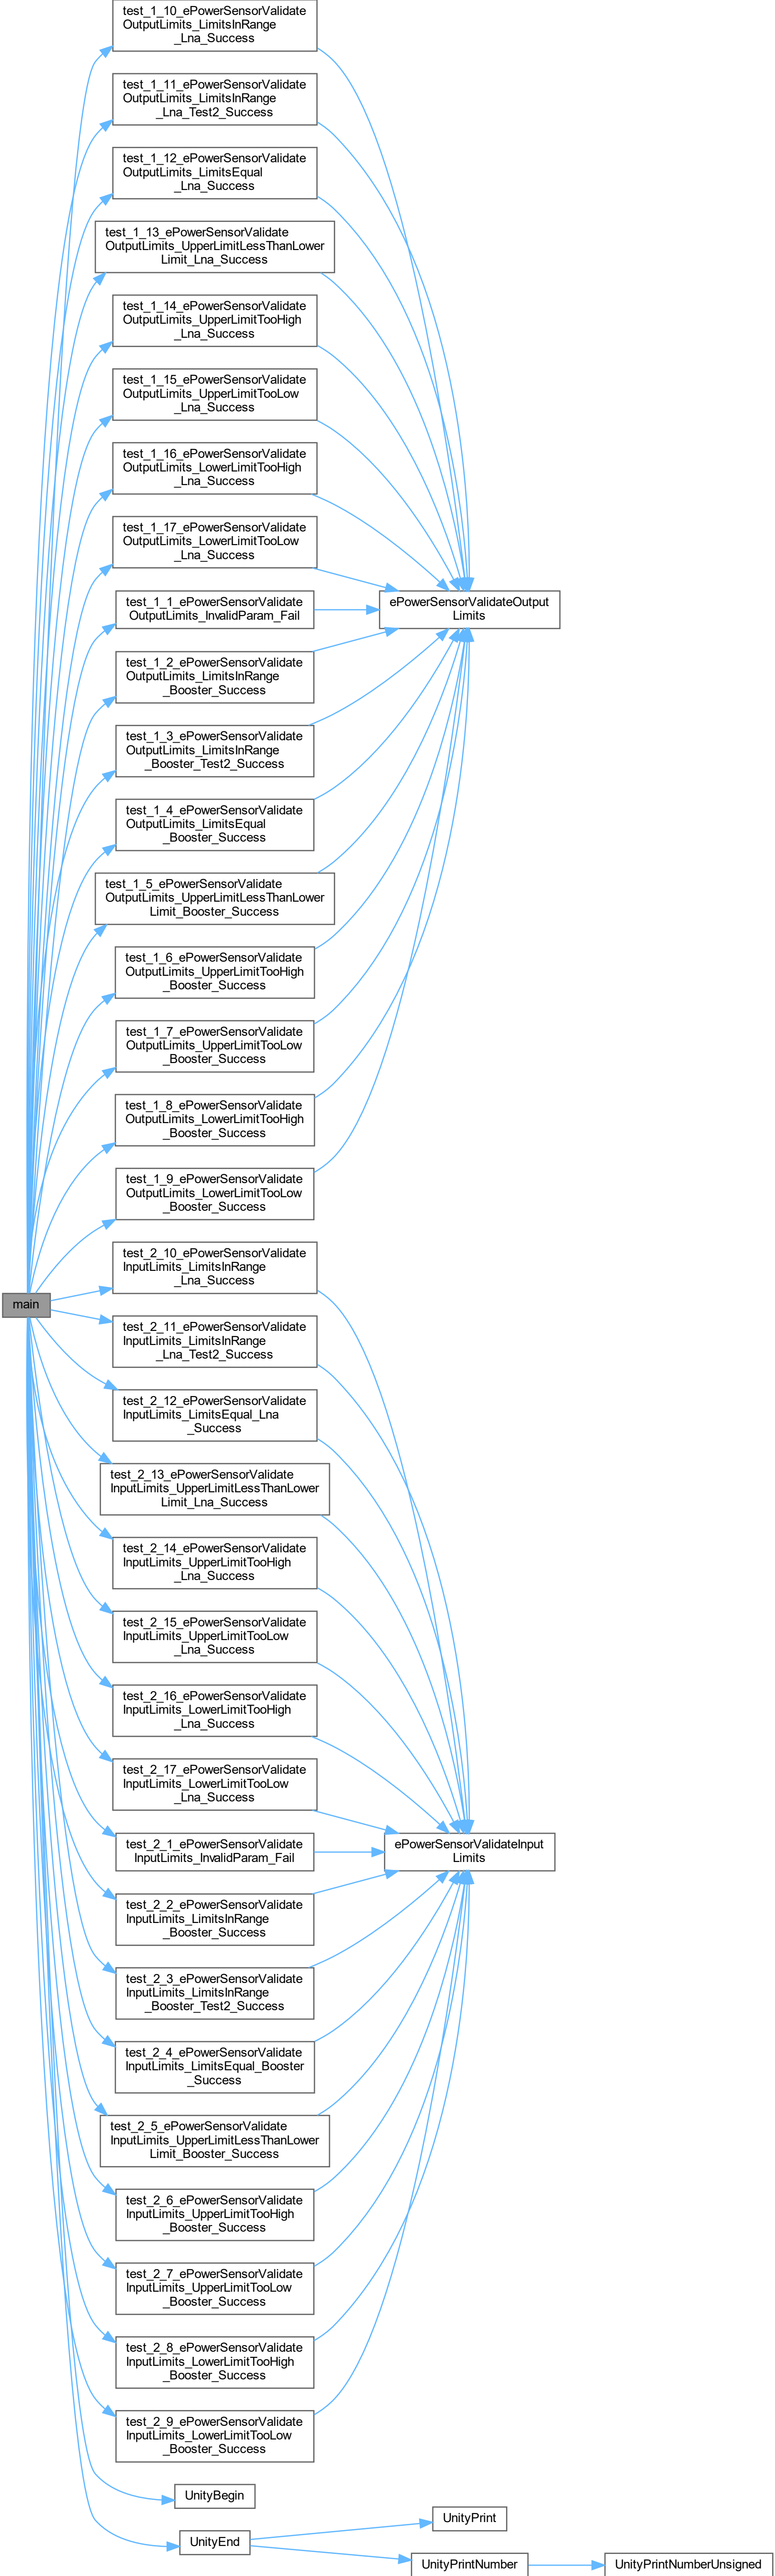 test_1_10_ePowerSensorValidate
OutputLimits_LimitsInRange
_Lna_Success
test_1_11_ePowerSensorValidate
OutputLimits_LimitsInRange
_Lna_Test2_Success
test_1_12_ePowerSensorValidate
OutputLimits_LimitsEqual
_Lna_Success
test_1_13_ePowerSensorValidate
OutputLimits_UpperLimitLessThanLower
Limit_Lna_Success
test_1_14_ePowerSensorValidate
OutputLimits_UpperLimitTooHigh
_Lna_Success
test_1_15_ePowerSensorValidate
OutputLimits_UpperLimitTooLow
_Lna_Success
test_1_16_ePowerSensorValidate
OutputLimits_LowerLimitTooHigh
_Lna_Success
test_1_17_ePowerSensorValidate
OutputLimits_LowerLimitTooLow
_Lna_Success
test_1_1_ePowerSensorValidate
OutputLimits_InvalidParam_Fail
ePowerSensorValidateOutput
Limits
test_1_2_ePowerSensorValidate
OutputLimits_LimitsInRange
_Booster_Success
test_1_3_ePowerSensorValidate
OutputLimits_LimitsInRange
_Booster_Test2_Success
test_1_4_ePowerSensorValidate
OutputLimits_LimitsEqual
_Booster_Success
test_1_5_ePowerSensorValidate
OutputLimits_UpperLimitLessThanLower
Limit_Booster_Success
test_1_6_ePowerSensorValidate
OutputLimits_UpperLimitTooHigh
_Booster_Success
test_1_7_ePowerSensorValidate
OutputLimits_UpperLimitTooLow
_Booster_Success
test_1_8_ePowerSensorValidate
OutputLimits_LowerLimitTooHigh
_Booster_Success
test_1_9_ePowerSensorValidate
OutputLimits_LowerLimitTooLow
_Booster_Success
test_2_10_ePowerSensorValidate
InputLimits_LimitsInRange
_Lna_Success
main
test_2_11_ePowerSensorValidate
InputLimits_LimitsInRange
_Lna_Test2_Success
test_2_12_ePowerSensorValidate
InputLimits_LimitsEqual_Lna
_Success
test_2_13_ePowerSensorValidate
InputLimits_UpperLimitLessThanLower
Limit_Lna_Success
test_2_14_ePowerSensorValidate
InputLimits_UpperLimitTooHigh
_Lna_Success
test_2_15_ePowerSensorValidate
InputLimits_UpperLimitTooLow
_Lna_Success
test_2_16_ePowerSensorValidate
InputLimits_LowerLimitTooHigh
_Lna_Success
test_2_17_ePowerSensorValidate
InputLimits_LowerLimitTooLow
_Lna_Success
test_2_1_ePowerSensorValidate
InputLimits_InvalidParam_Fail
ePowerSensorValidateInput
Limits
test_2_2_ePowerSensorValidate
InputLimits_LimitsInRange
_Booster_Success
test_2_3_ePowerSensorValidate
InputLimits_LimitsInRange
_Booster_Test2_Success
test_2_4_ePowerSensorValidate
InputLimits_LimitsEqual_Booster
_Success
test_2_5_ePowerSensorValidate
InputLimits_UpperLimitLessThanLower
Limit_Booster_Success
test_2_6_ePowerSensorValidate
InputLimits_UpperLimitTooHigh
_Booster_Success
test_2_7_ePowerSensorValidate
InputLimits_UpperLimitTooLow
_Booster_Success
test_2_8_ePowerSensorValidate
InputLimits_LowerLimitTooHigh
_Booster_Success
test_2_9_ePowerSensorValidate
InputLimits_LowerLimitTooLow
_Booster_Success
UnityBegin
UnityEnd
UnityPrint
UnityPrintNumber
UnityPrintNumberUnsigned